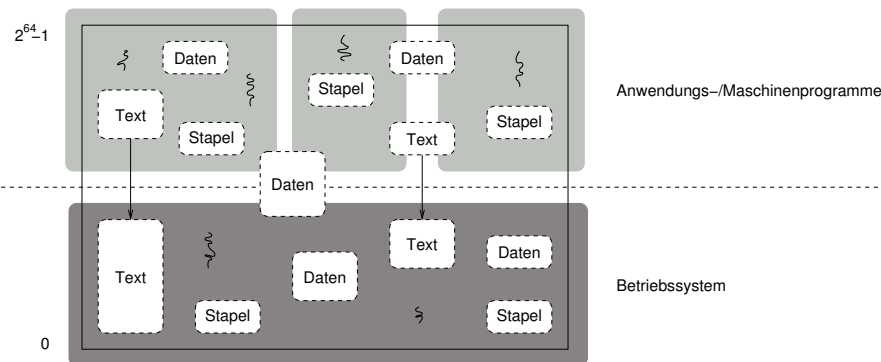 2^64−1
Daten
Daten
Stapel
Anwendungs−/Maschinenprogramme
Text
Stapel
Stapel
Text
Daten
Text
Daten
Text
Daten
Betriebssystem
Stapel
Stapel
0